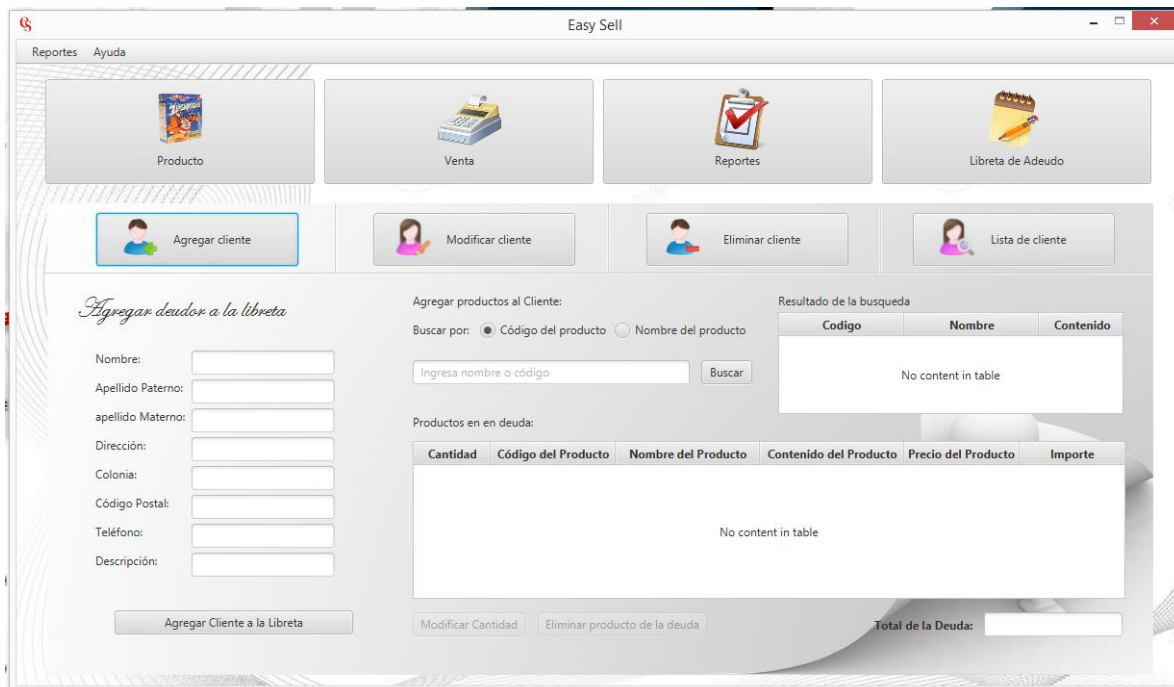 Easy Sell
Reportes Ayuda
Producto
Venta
Reportes
Libreta de Adeudo
Agregar cliente
Modificar cliente
Eliminar cliente
Lista de cliente
Agregar deudor a la libreta
Nombre:
Apellido Paterno:
apellido Materno:
Dirección:
Colonia:
Código Postal:
Teléfono:
Descripción:
Agregar Cliente a la Libreta
Agregar productos al Cliente:
Buscar por: Código del producto Nombre del producto
Ingresa nombre o código Buscar
Resultado de la busqueda
Codigo Nombre Contenido
No content in table
Productos en en deuda:
Cantidad Código del Producto Nombre del Producto Contenido del Producto Precio del Producto Importe
No content in table
Modificar Cantidad Eliminar producto de la deuda Total de la Deuda: